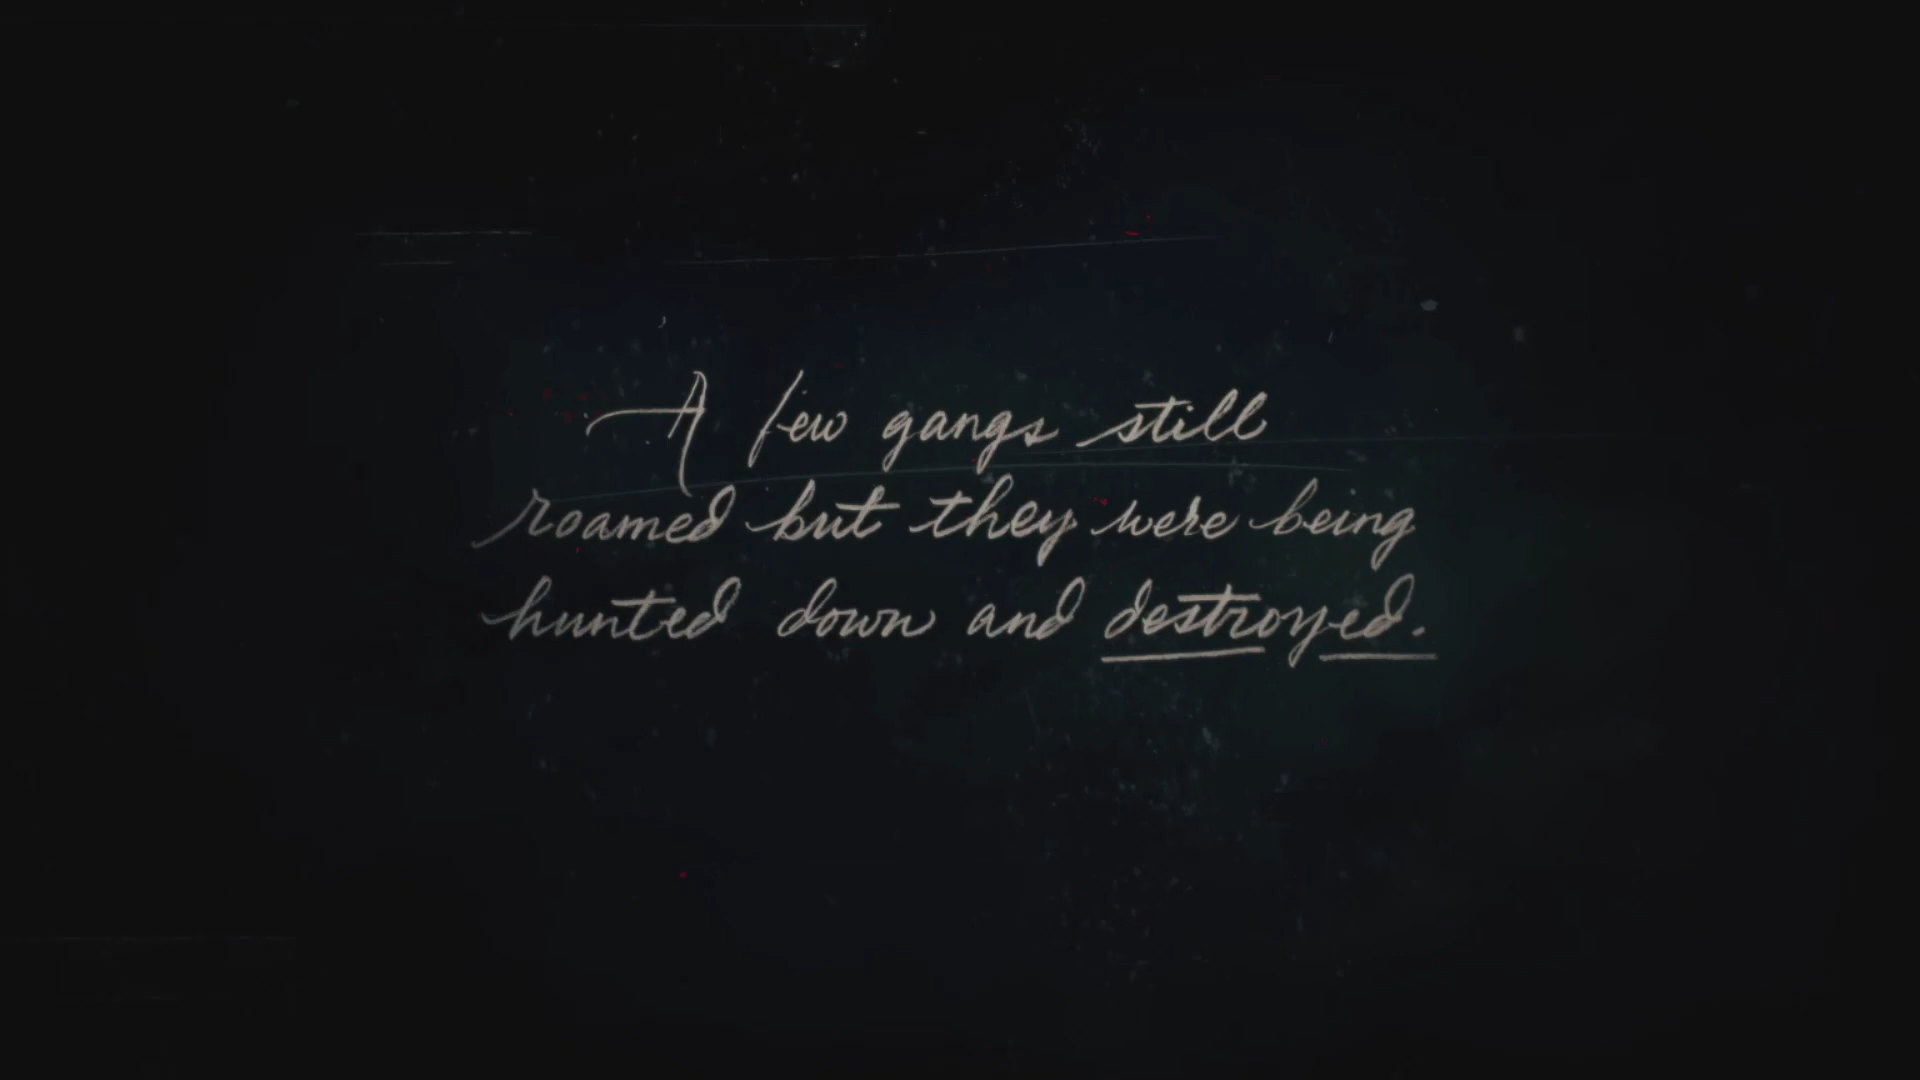 A few gangs still
roamed but they were being
hunted down and destroyed.